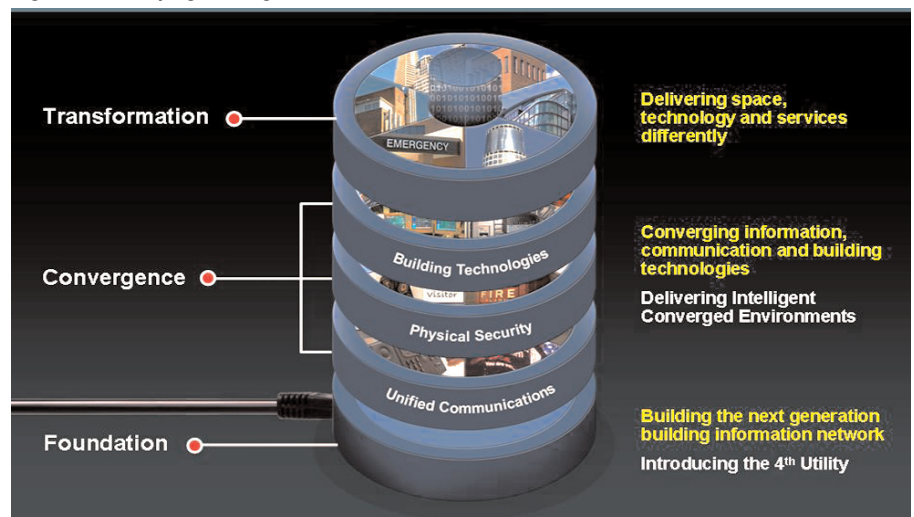 Transformation
Delivering space,
technology and services
differently
EMERGENCY
Convergence
Building Technologies
visitor
FIRE
Physical Security
Unified Communications
Converging information,
communication and building
technologies
Delivering Intelligent
Converged Environments
Foundation
Building the next generation
building information network
Introducing the 4th Utility